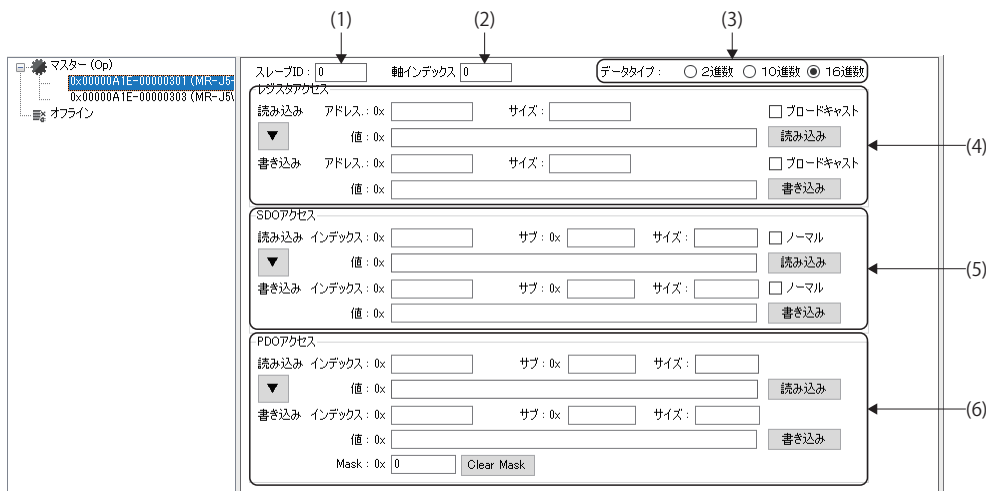 (1)
(2)
(3)
マスター (Op)
0x00000A1E-00000301 (MR-J5-
0x00000A1E-00000303 (MR-J5W
オフライン
スレーブID : 0
軸インデックス 0
データタイプ : 2進数 10進数 16進数
レジスタアクセス
読み込み アドレス.: 0x サイズ : ブロードキャスト
▼ 値 : 0x 読み込み
書き込み アドレス.: 0x サイズ : ブロードキャスト
値 : 0x 書き込み
(4)
SDOアクセス
読み込み インデックス : 0x サブ : 0x サイズ : ノーマル
▼ 値 : 0x 読み込み
書き込み インデックス : 0x サブ : 0x サイズ : ノーマル
値 : 0x 書き込み
(5)
PDOアクセス
読み込み インデックス : 0x サブ : 0x サイズ :
▼ 値 : 0x 読み込み
書き込み インデックス : 0x サブ : 0x サイズ :
値 : 0x 書き込み
Mask : 0x 0 Clear Mask
(6)